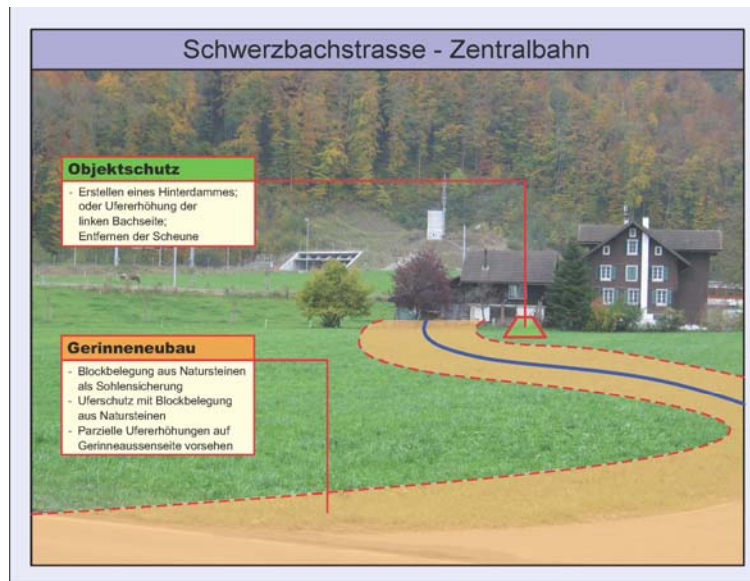 Schwerzbachstrasse - Zentralbahn
Objektschutz
- Erstellen eines Hinterdammes;
oder Ufererhöhung der
linken Bachseite;
Entfernen der Scheune
Gerinneneubau
- Blockbelegung aus Natursteinen
als Sohlensicherung
- Uferschutz mit Blockbelegung
aus Natursteinen
- Parzielle Ufererhöhungen auf
Gerinneaussenseite vorsehen